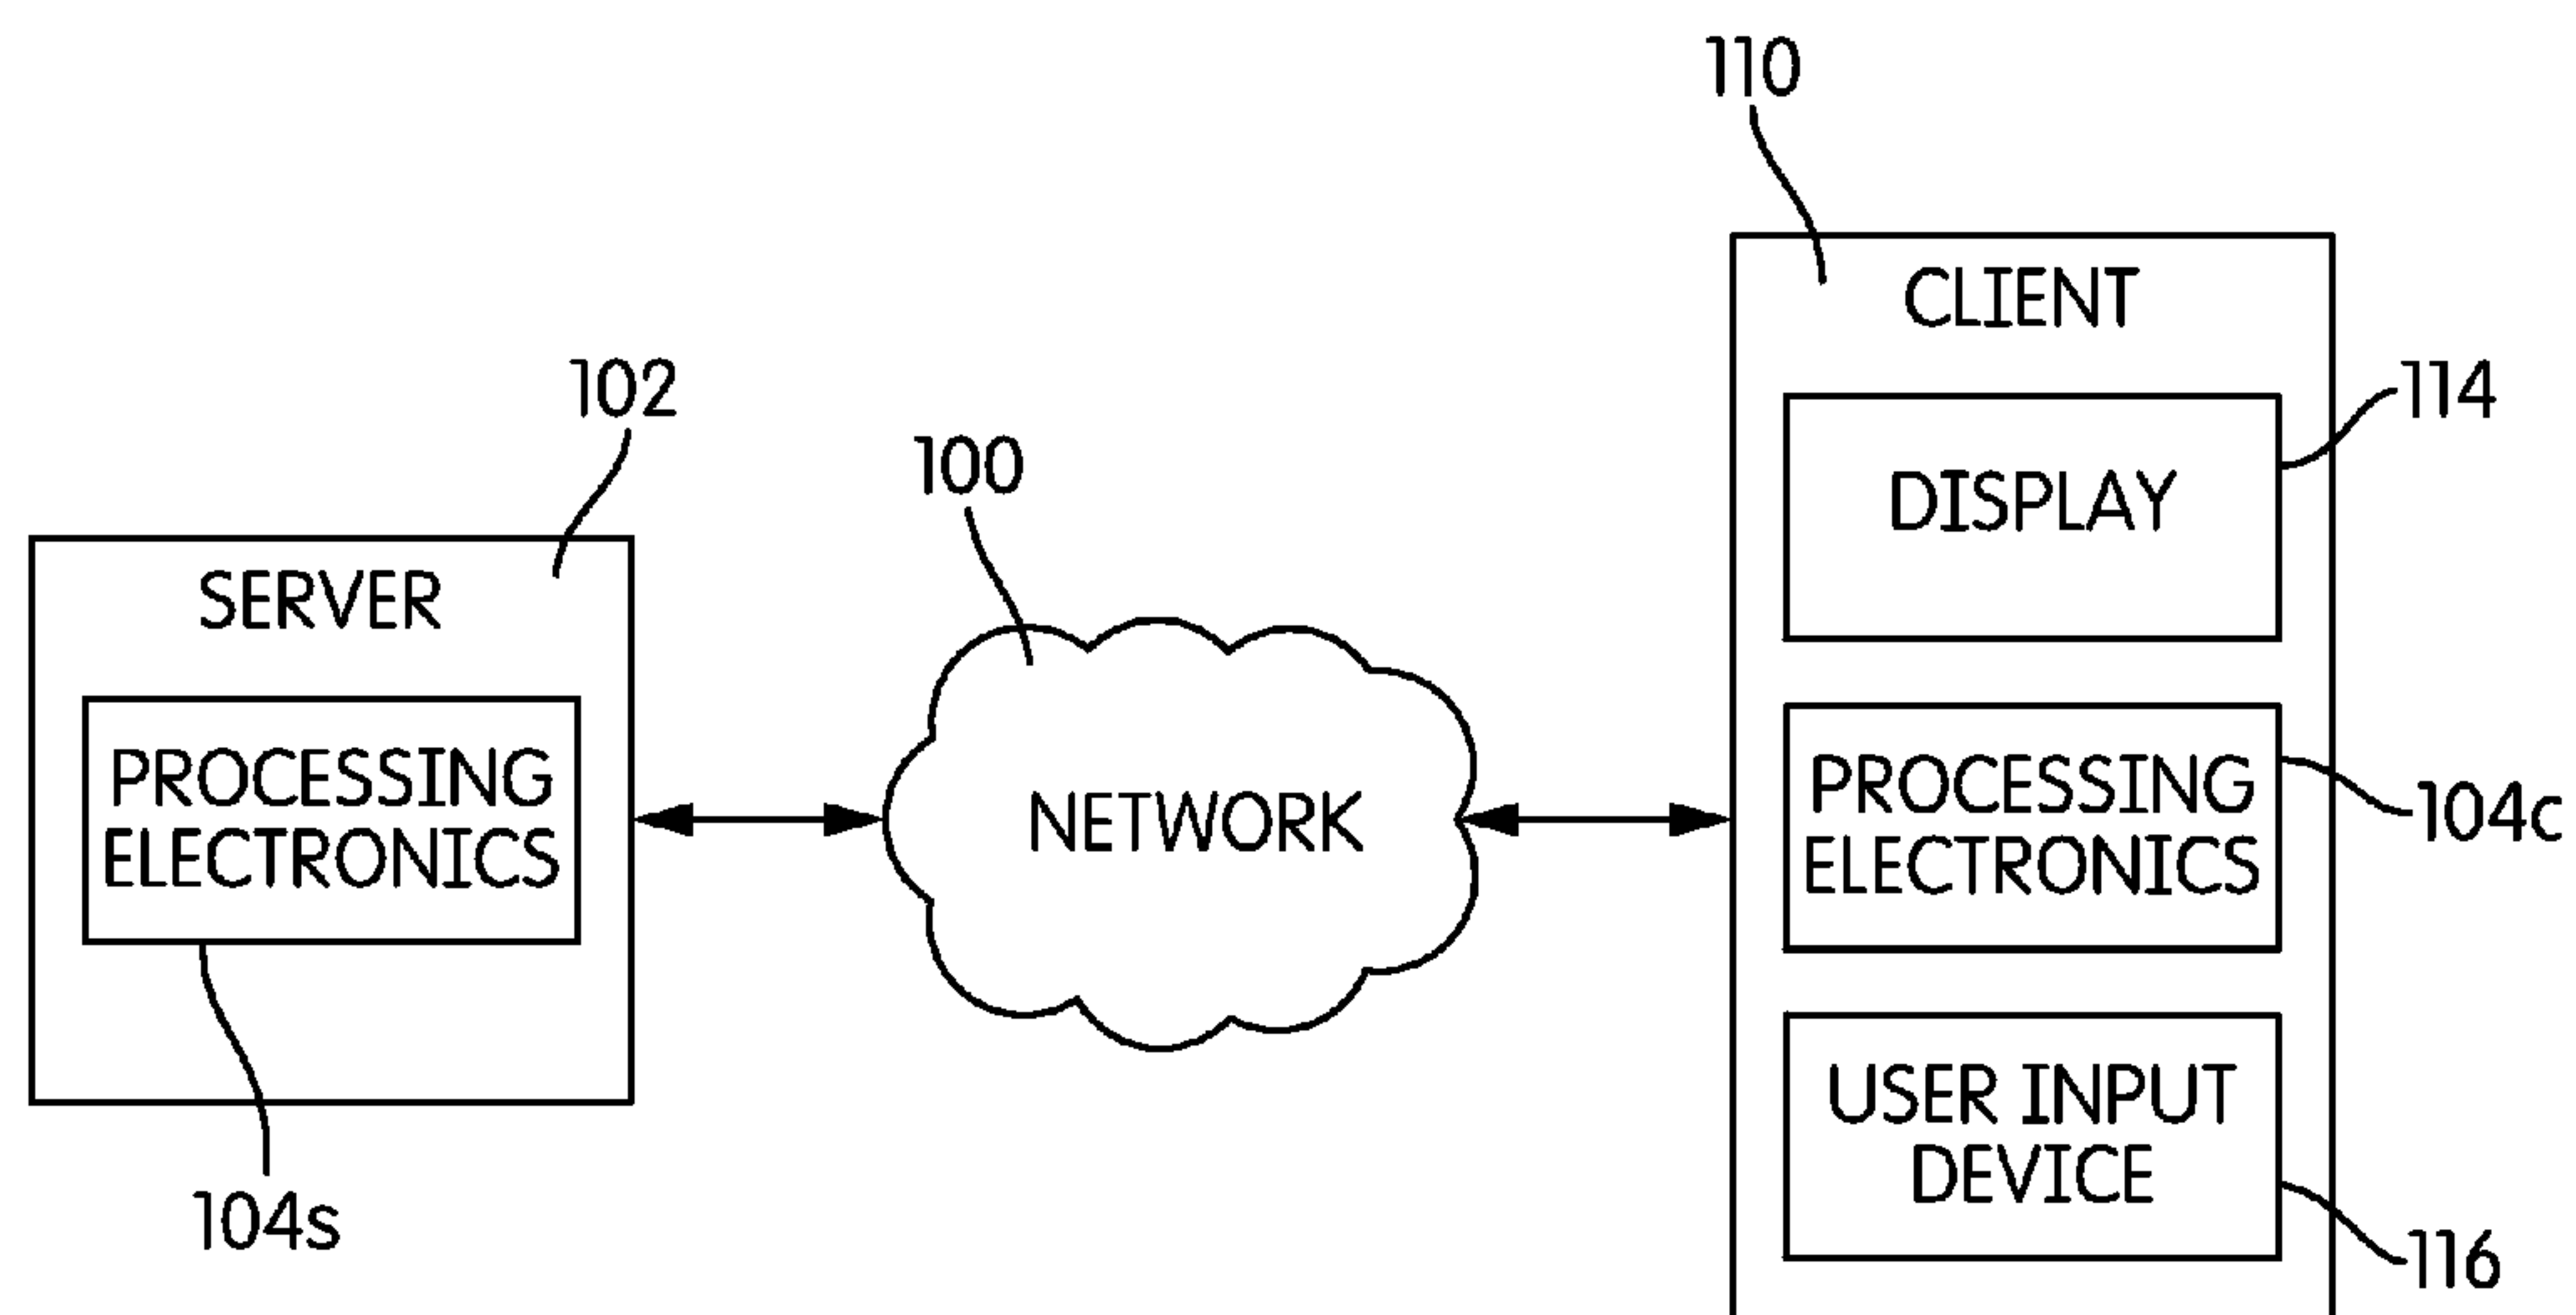 110
CLIENT
114
DISPLAY
102
SERVER
100
NETWORK
PROCESSING
ELECTRONICS
104s
PROCESSING
ELECTRONICS
104c
USER INPUT
DEVICE
116